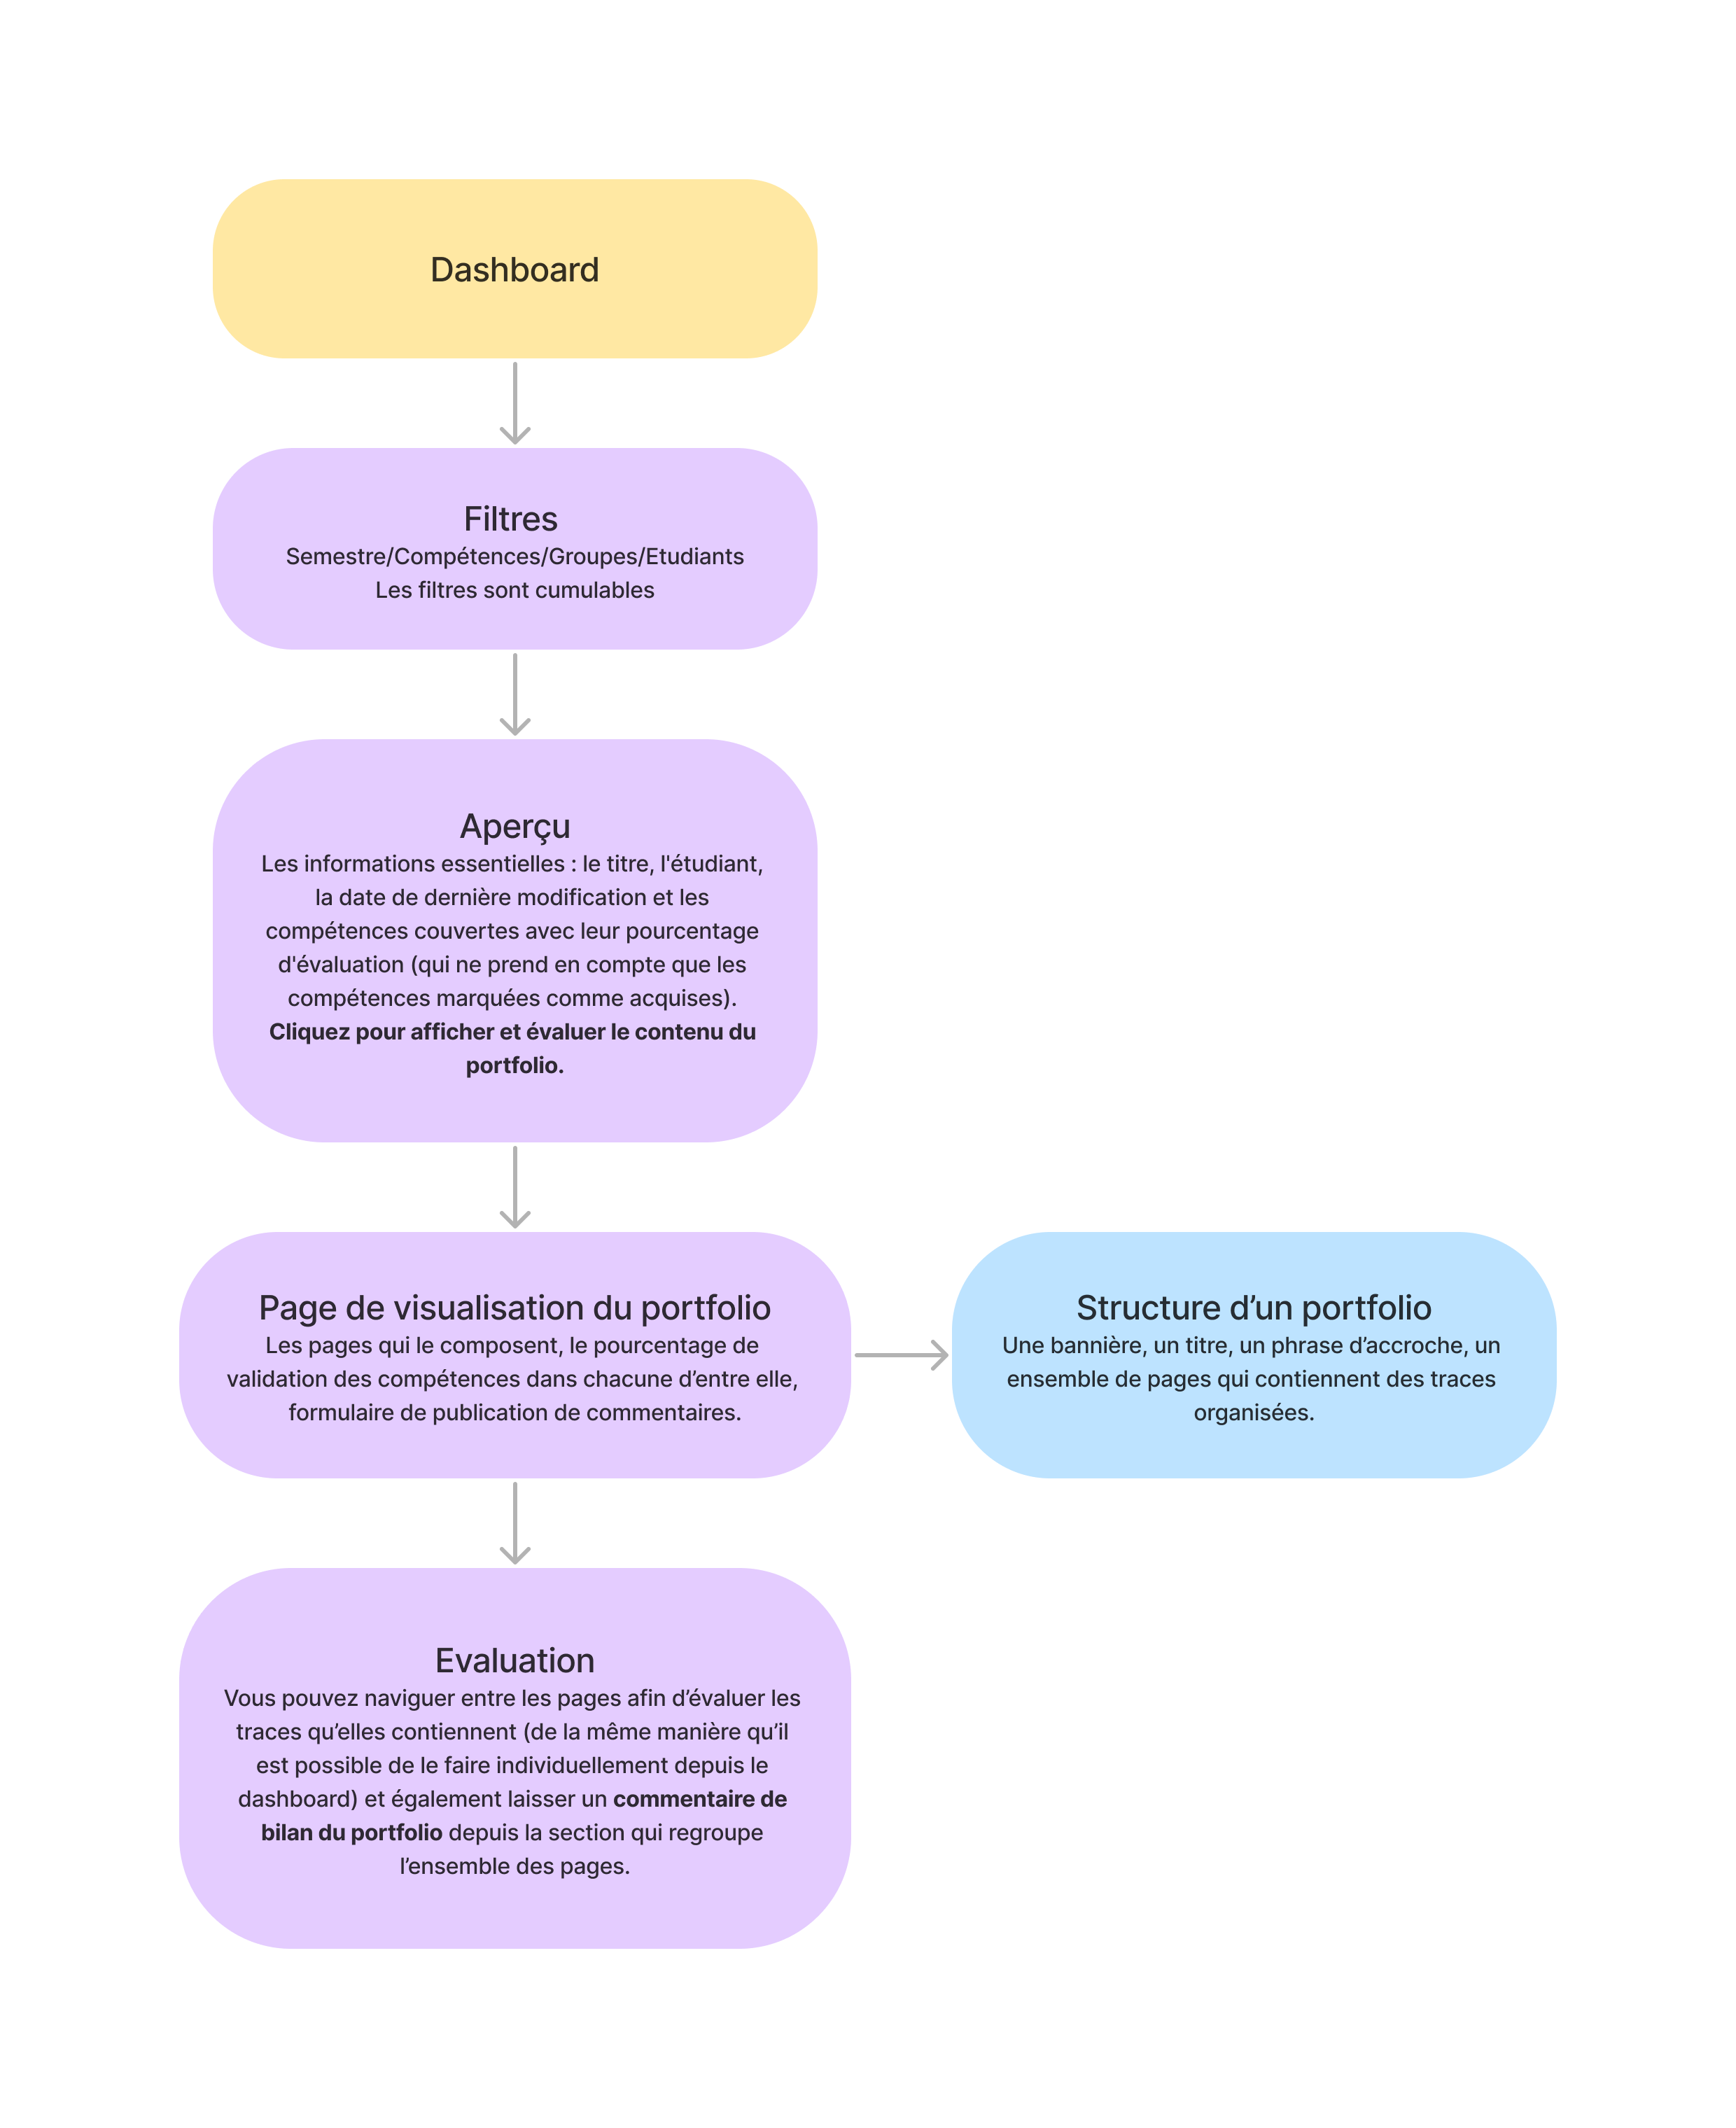 Dashboard
Filtres
Semestre/Compétences/Groupes/Etudiants
Les filtres sont cumulables
Aperçu
Les informations essentielles : le titre, l'étudiant,
la date de dernière modification et les
compétences couvertes avec leur pourcentage
d'évaluation (qui ne prend en compte que les
compétences marquées comme acquises).
Cliquez pour afficher et évaluer le contenu du
portfolio.
Page de visualisation du portfolio
Les pages qui le composent, le pourcentage de
validation des compétences dans chacune d’entre elle,
formulaire de publication de commentaires.
Structure d’un portfolio
Une bannière, un titre, un phrase d’accroche, un
ensemble de pages qui contiennent des traces
organisées.
Evaluation
Vous pouvez naviguer entre les pages afin d’évaluer les
traces qu’elles contiennent (de la même manière qu’il
est possible de le faire individuellement depuis le
dashboard) et également laisser un commentaire de
bilan du portfolio depuis la section qui regroupe
l’ensemble des pages.